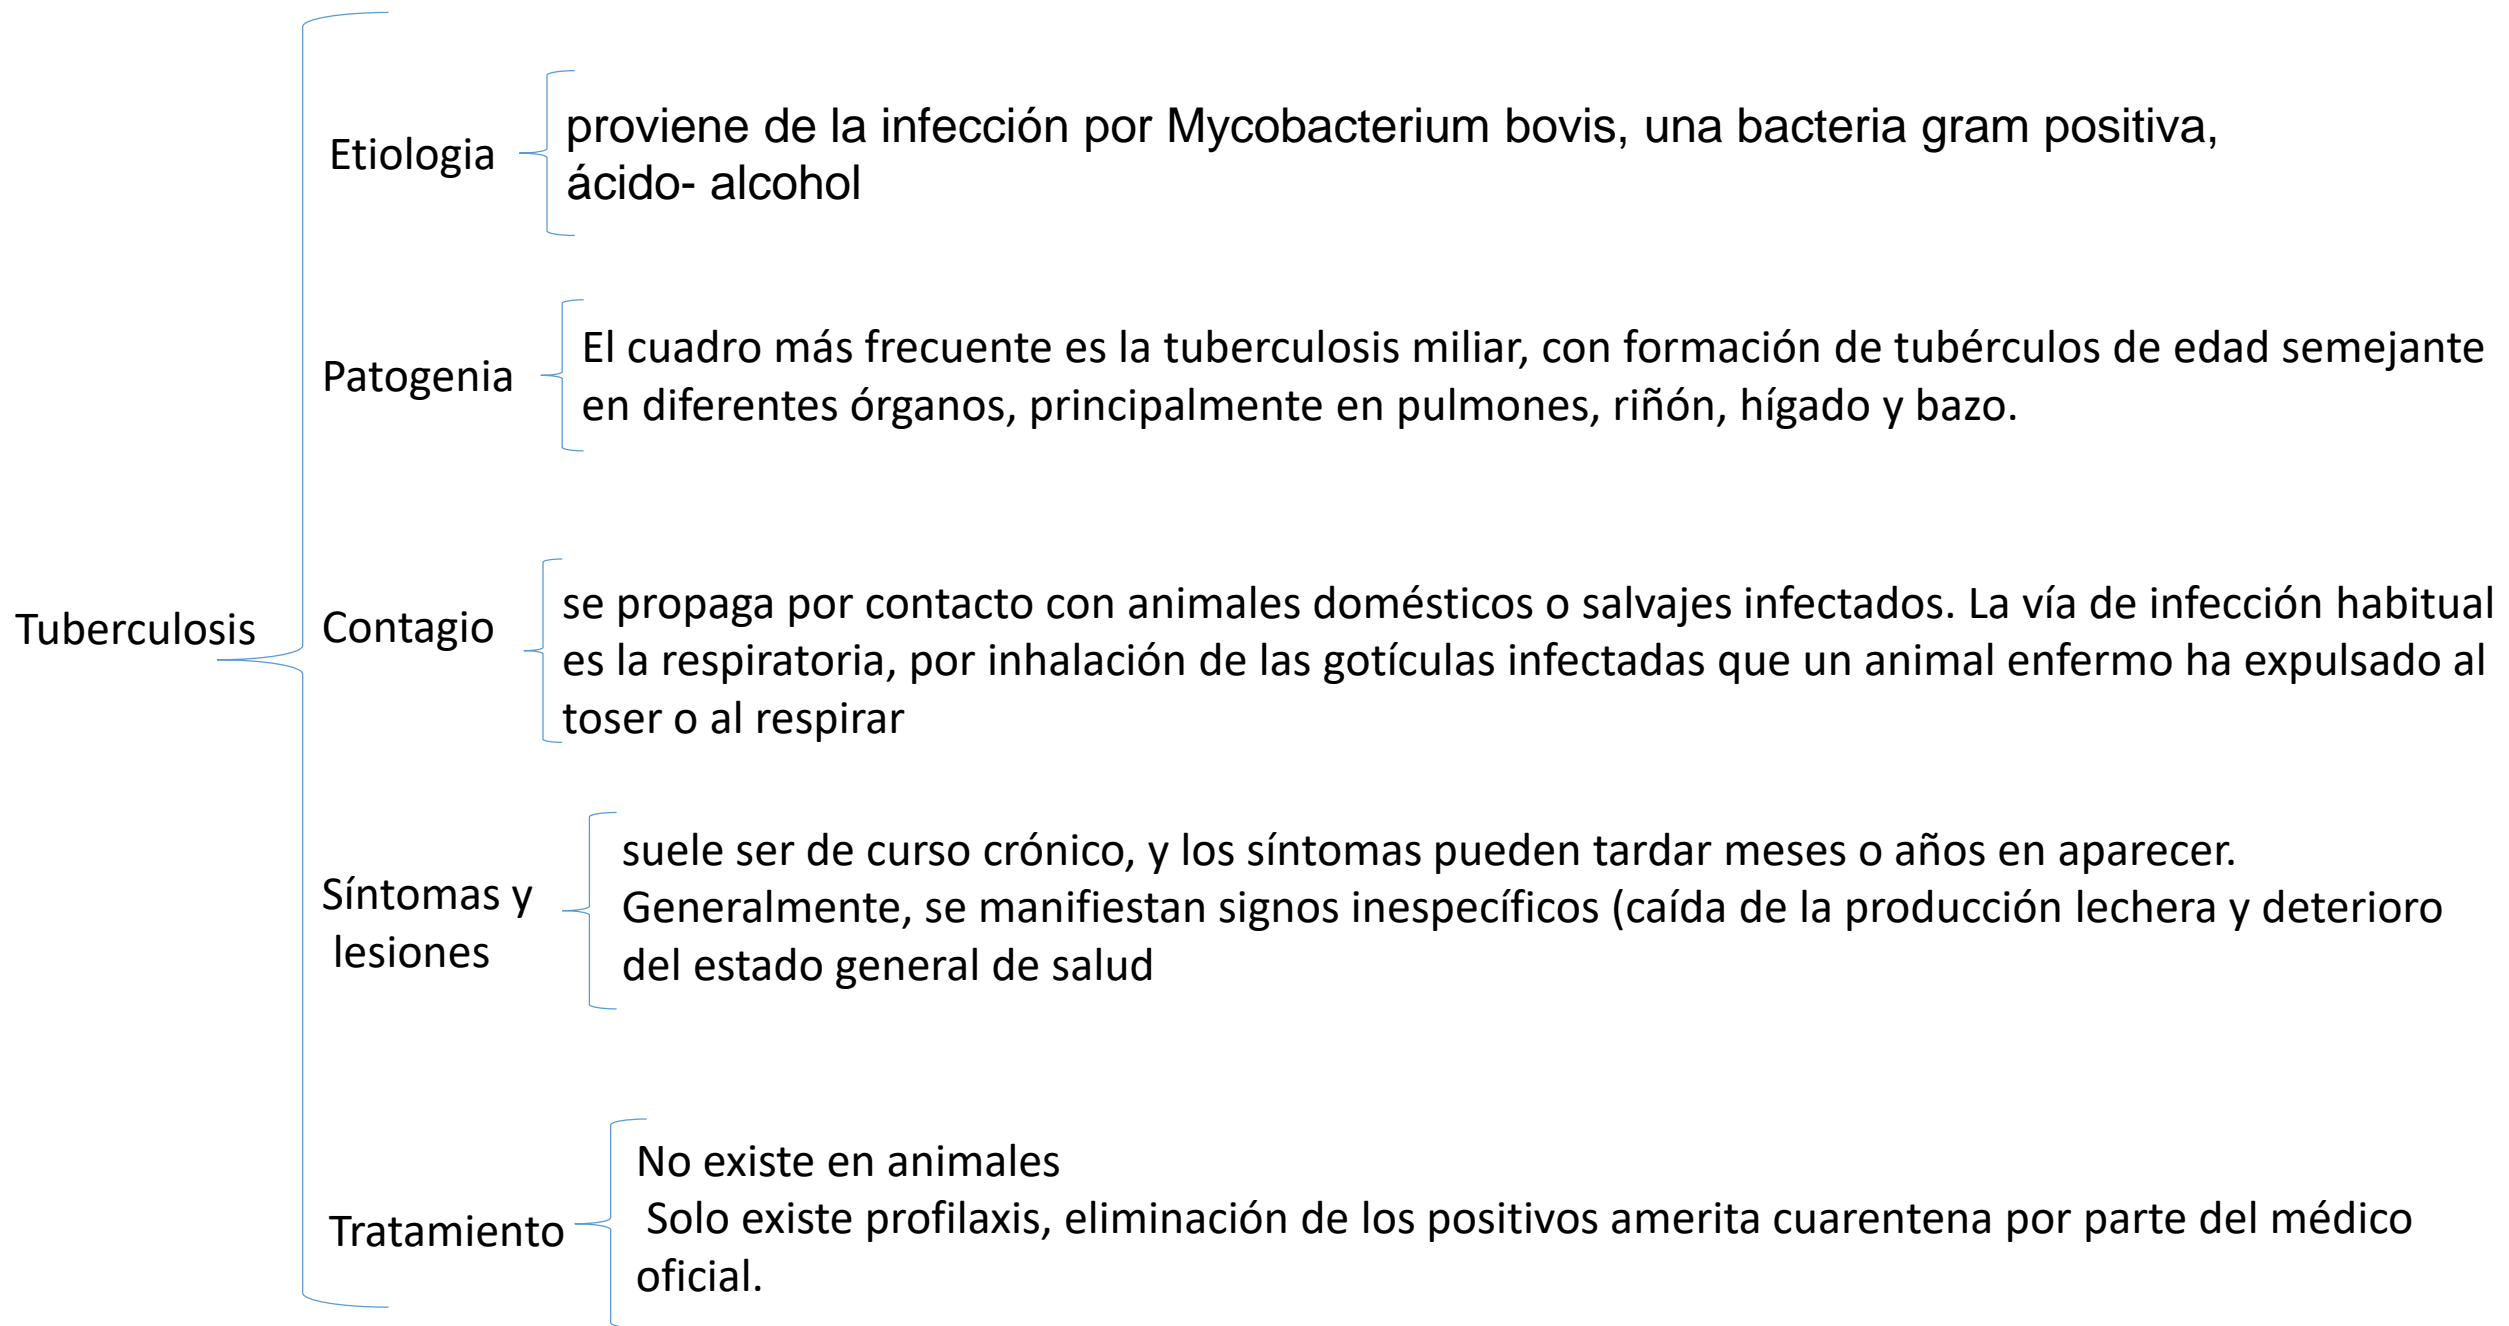 Etiologia
proviene de la infección por Mycobacterium bovis, una bacteria gram positiva,
ácido- alcohol
Patogenia
El cuadro más frecuente es la tuberculosis miliar, con formación de tubérculos de edad semejante
en diferentes órganos, principalmente en pulmones, riñón, hígado y bazo.
Tuberculosis
Contagio
se propaga por contacto con animales domésticos o salvajes infectados. La vía de infección habitual
es la respiratoria, por inhalación de las gotículas infectadas que un animal enfermo ha expulsado al
toser o al respirar
Síntomas y
lesiones
suele ser de curso crónico, y los síntomas pueden tardar meses o años en aparecer.
Generalmente, se manifiestan signos inespecíficos (caída de la producción lechera y deterioro
del estado general de salud
Tratamiento
No existe en animales
Solo existe profilaxis, eliminación de los positivos amerita cuarentena por parte del médico
oficial.